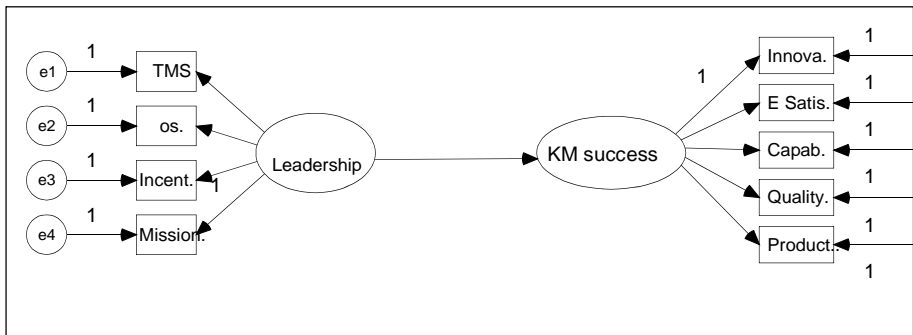 e1
1
TMS
e2
1
os.
e3
1
Incent.
1
e4
1
Mission.
Leadership
KM success
1
Innova.
1
E Satis.
1
Capab.
1
Quality.
1
Product..
1
1